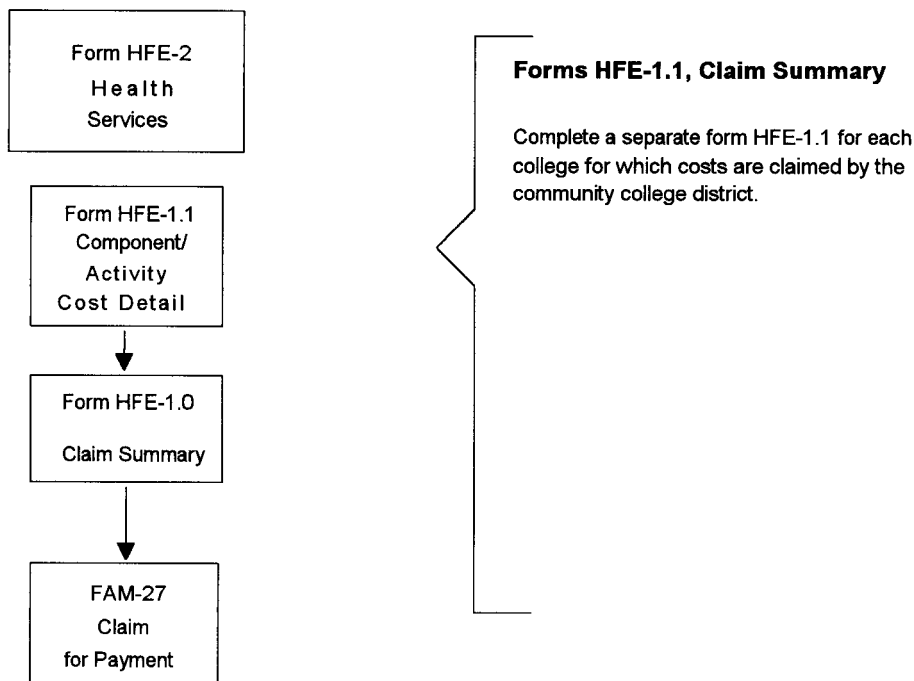 Form HFE-2
Health
Services
Form HFE-1.1
Component/
Activity
Cost Detail
Form HFE-1.0
Claim Summary
FAM-27
Claim
for Payment
Forms HFE-1.1, Claim Summary
Complete a separate form HFE-1.1 for each
college for which costs are claimed by the
community college district.